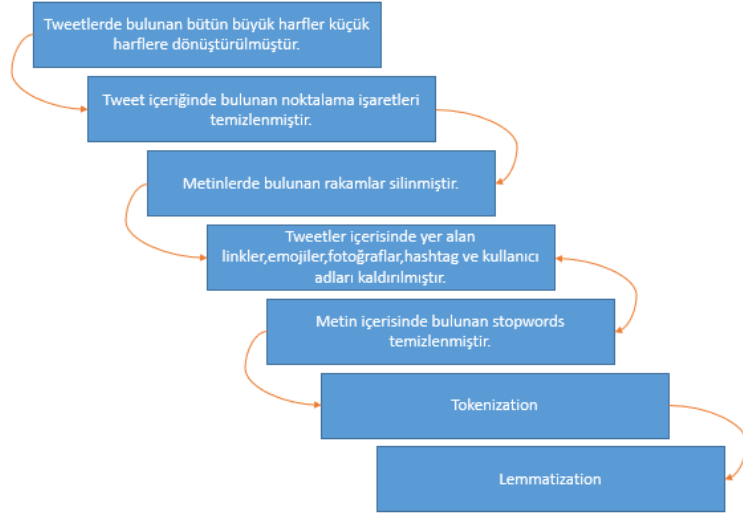 Tweetlerde bulunan bütün büyük harfler küçük
harflere dönüştürülmüştür.
Tweet içeriğinde bulunan noktalama işaretleri
temizlenmiştir.
Metinlerde bulunan rakamlar silinmiştir.
Tweetler içerisinde yer alan
linkler,emojiler,fotoğraflar,hashtag ve kullanıcı
adları kaldırılmıştır.
Metin içerisinde bulunan stopwords
temizlenmiştir.
Tokenization
Lemmatization